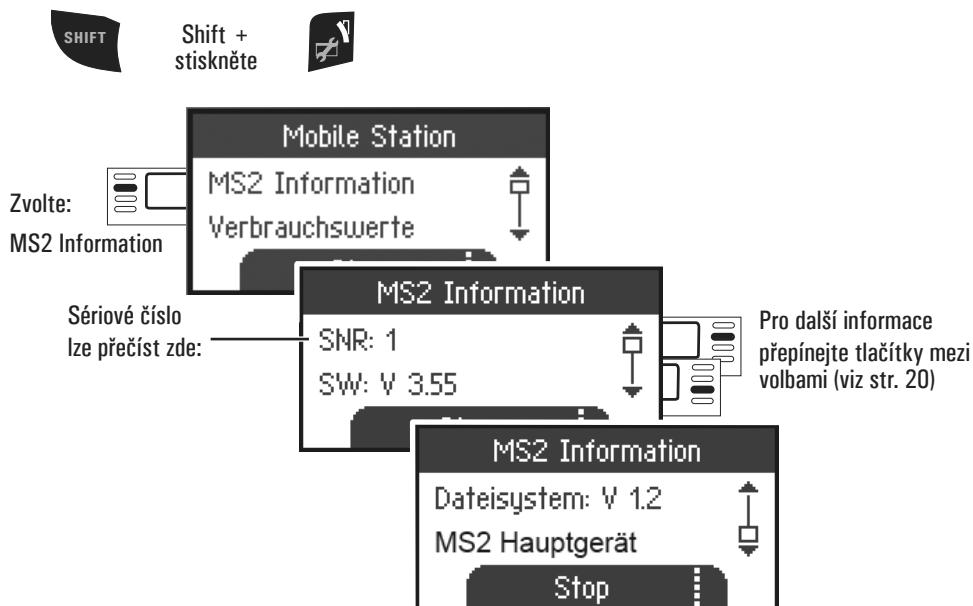 SHIFT
Shift +
stiskněte
Mobile Station
MS2 Information
Verbrauchswerte
Zvolte:
MS2 Information
MS2 Information
SNR: 1
SW: V 3.55
Sériové číslo
lze přečíst zde:
Pro další informace
přepínejte tlačítky mezi
volbami (viz str. 20)
MS2 Information
Dateisystem: V 1.2
MS2 Hauptgerät
Stop